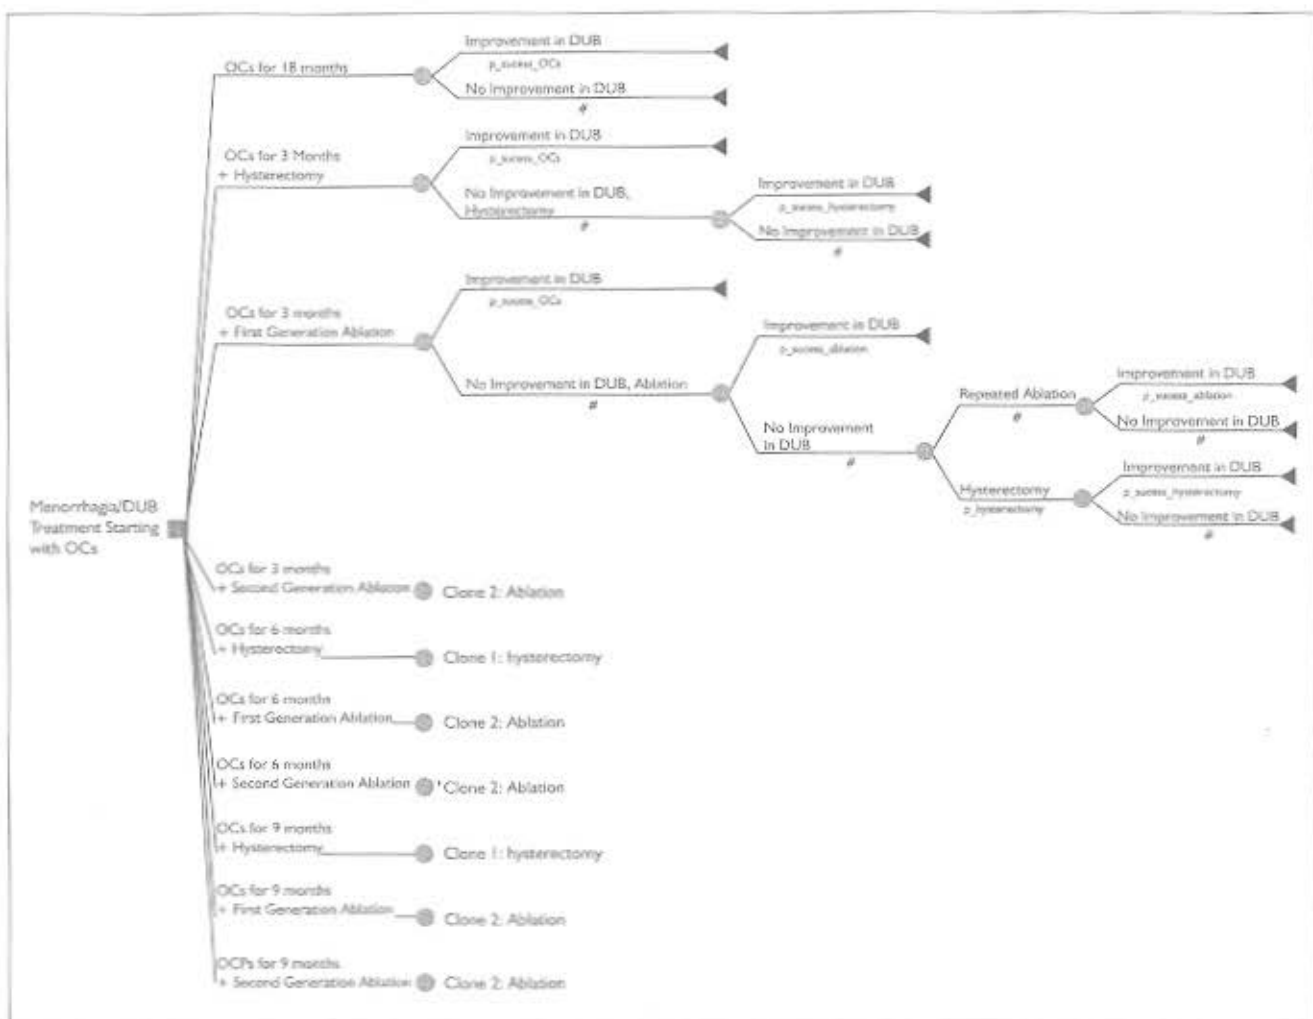 Improvement in DUB
p_sucess_OCs
OCs for 18 months
No Improvement in DUB
#
Improvement in DUB
p_sucess_OCs
OCs for 3 Months
+ Hysterectomy
No Improvement in DUB,
Hysterectomy
#
Improvement in DUB
p_sucess_hysterectomy
No Improvement in DUB
#
Improvement in DUB
p_sucess_OCs
OCs for 3 months
+ First Generation Ablation
No Improvement in DUB, Ablation
#
Improvement in DUB
p_sucess_ablation
No Improvement
in DUB
#
Repeated Ablation
#
Improvement in DUB
p_sucess_ablation
No Improvement in DUB
#
Hysterectomy
p_hysterectomy
Improvement in DUB
p_sucess_hysterectomy
No Improvement in DUB
#
Menorrhagia/DUB
Treatment Starting
with OCs
OCs for 3 months
+ Second Generation Ablation
Clone 2: Ablation
OCs for 6 months
+ Hysterectomy
Clone 1: hysterectomy
OCs for 6 months
+ First Generation Ablation
Clone 2: Ablation
OCs for 6 months
+ Second Generation Ablation
Clone 2: Ablation
OCs for 9 months
+ Hysterectomy
Clone 1: hysterectomy
OCs for 9 months
+ First Generation Ablation
Clone 2: Ablation
OCPs for 9 months
+ Second Generation Ablation
Clone 2: Ablation